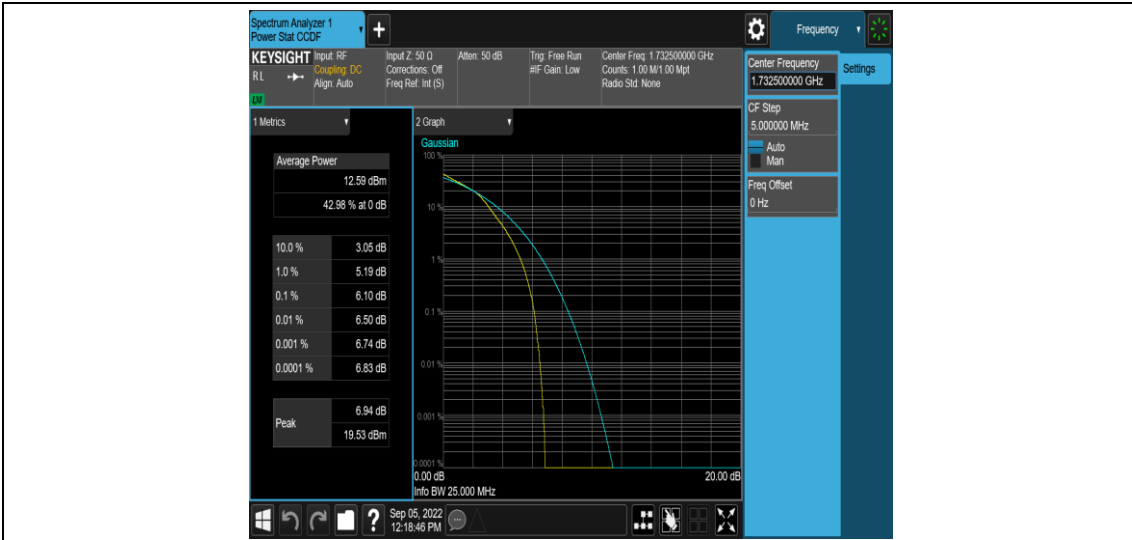 Spectrum Analyzer 1
Power Stat CCDF
+
Frequency
KEYSIGHT
RL
LXI
Input: RF
Coupling: DC
Align: Auto
Input Z: 50 Ω
Corrections: Off
Freq Ref: Int (S)
Atten: 50 dB
Trig: Free Run
#IF Gain: Low
Center Freq: 1.732500000 GHz
Counts: 1.00 M/1.00 Mpt
Radio Std: None
Center Frequency
1.732500000 GHz
Settings
CF Step
5.000000 MHz
Auto
Man
Freq Offset
0 Hz
1 Metrics
Average Power
12.59 dBm
42.98 % at 0 dB
10.0 % 3.05 dB
1.0 % 5.19 dB
0.1 % 6.10 dB
0.01 % 6.50 dB
0.001 % 6.74 dB
0.0001 % 6.83 dB
Peak 6.94 dB
19.53 dBm
2 Graph
Gaussian
100 %
10 %
1 %
0.1 %
0.01 %
0.001 %
0.0001 %
0.00 dB 20.00 dB
Info BW 25.000 MHz
?
Sep 05, 2022
12:18:46 PM